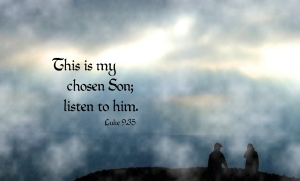 This is my
chosen Son;
listen to him.
Luke 9:35